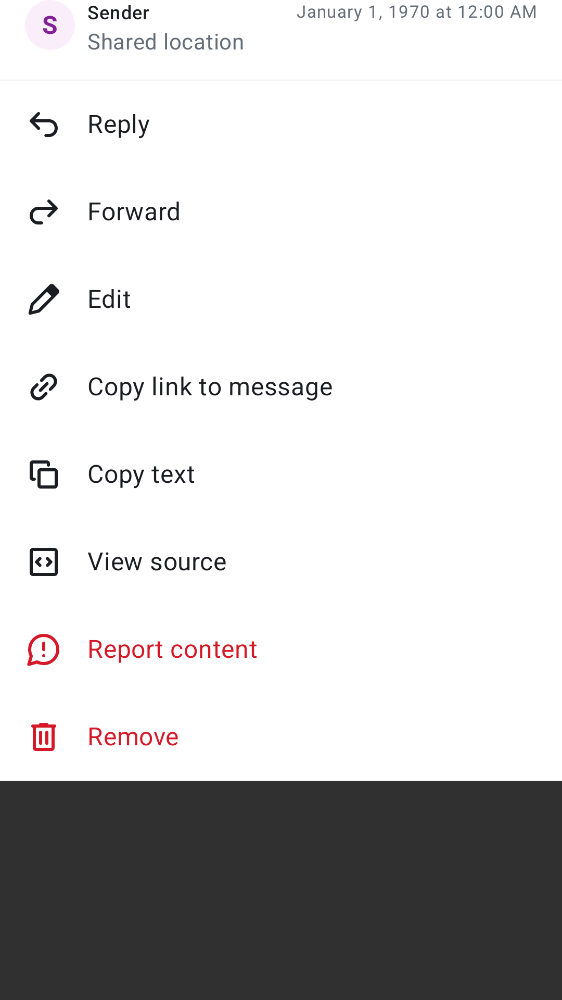 S
Sender
January 1, 1970 at 12:00 AM
Shared location
Reply
Forward
Edit
Copy link to message
Copy text
View source
Report content
Remove